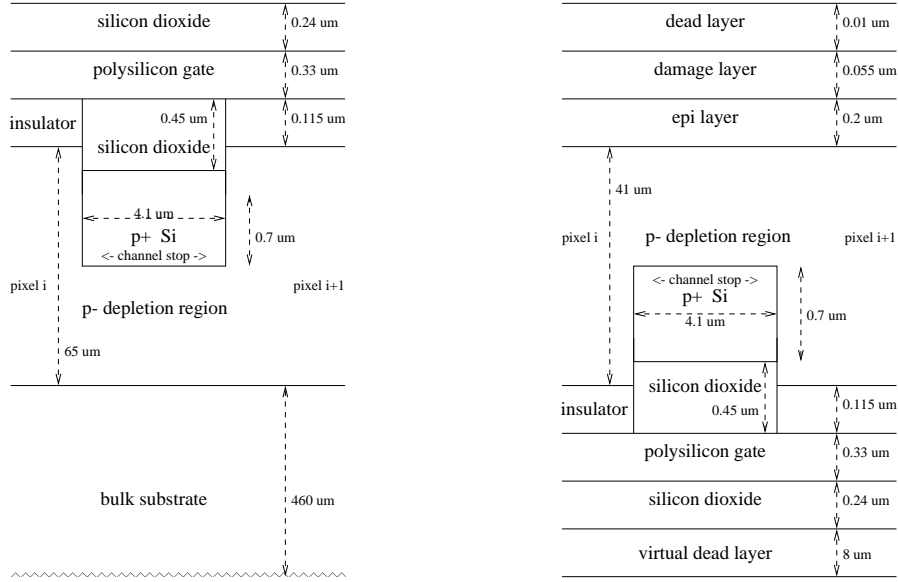 silicon dioxide
0.24 um
polysilicon gate
0.33 um
insulator
0.45 um
0.115 um
silicon dioxide
4.1 um
p+ Si
0.7 um
<- channel stop ->
pixel i
pixel i+1
p- depletion region
65 um
bulk substrate
460 um
dead layer
0.01 um
damage layer
0.055 um
epi layer
0.2 um
41 um
pixel i
p- depletion region
pixel i+1
<- channel stop ->
p+ Si
4.1 um
0.7 um
silicon dioxide
insulator
0.45 um
0.115 um
polysilicon gate
0.33 um
silicon dioxide
0.24 um
virtual dead layer
8 um